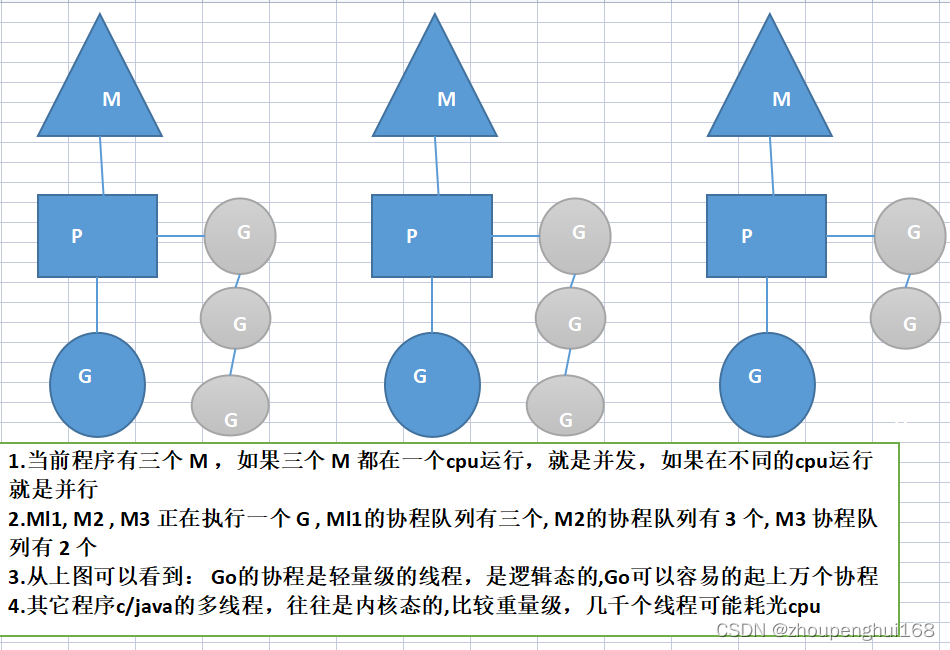 M M M
P G P G P G
G G G
G G G
G G
1.当前程序有三个 M ，如果三个 M 都在一个cpu运行，就是并发，如果在不同的cpu运行
就是并行
2.Ml1, M2 , M3 正在执行一个 G , Ml1的协程队列有三个, M2的协程队列有 3 个, M3 协程队
列有 2 个
3.从上图可以看到： Go的协程是轻量级的线程，是逻辑态的,Go可以容易的起上万个协程
4.其它程序c/java的多线程，往往是内核态的,比较重量级，几千个线程可能耗光cpu
CSDN @zhoupenghui168